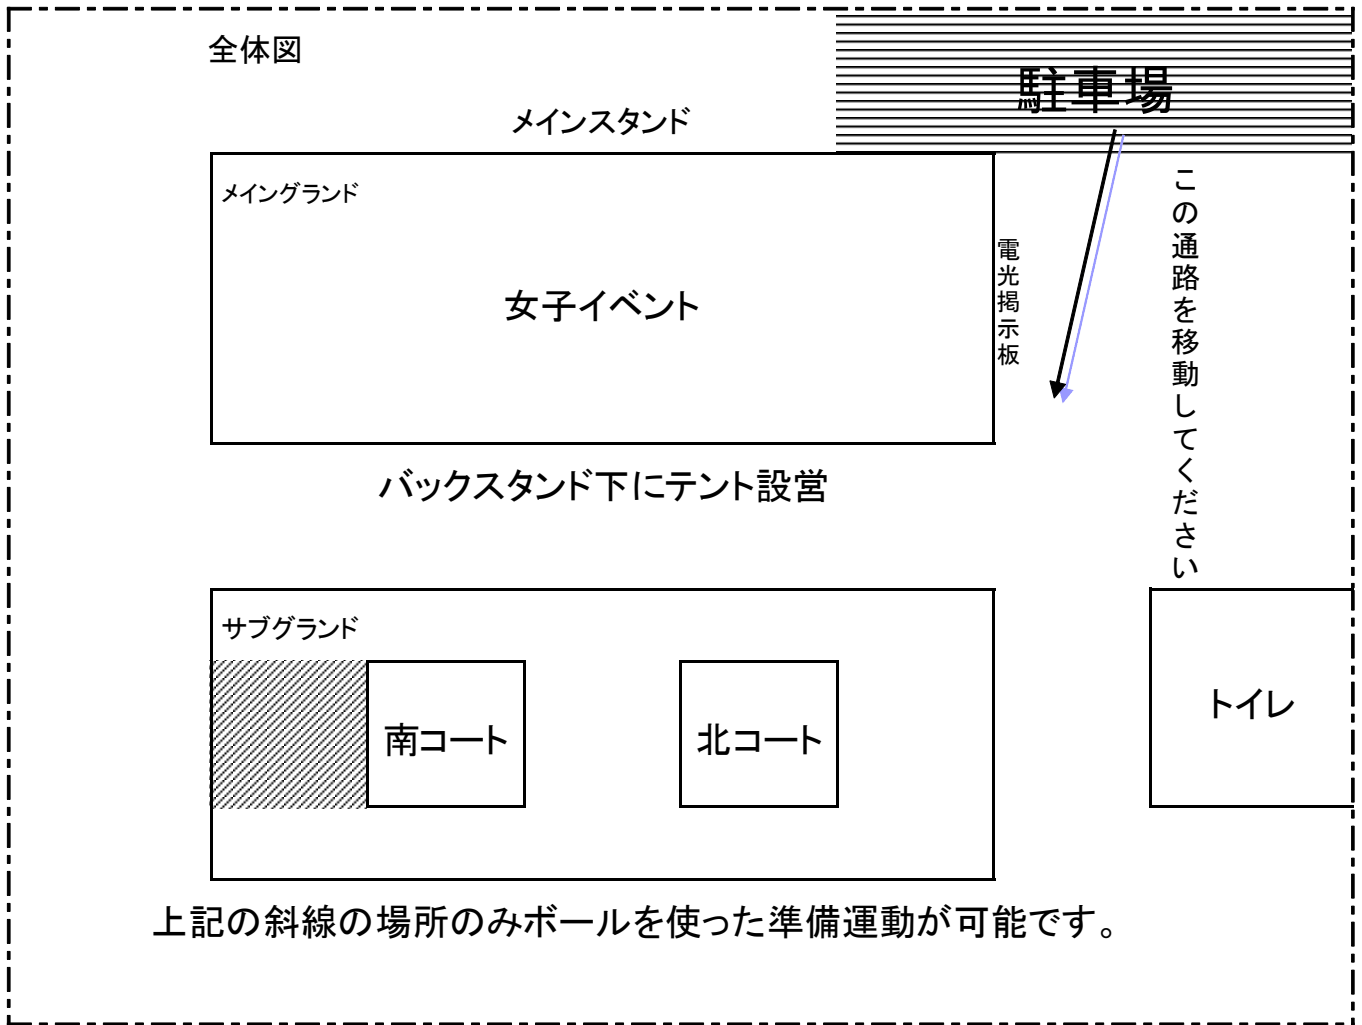 全体図
駐車場
メインスタンド
メイングランド
女子イベント
電光掲示板
この通路を移動してください
バックスタンド下にテント設営
サブグランド
南コート
北コート
トイレ
上記の斜線の場所のみボールを使った準備運動が可能です。